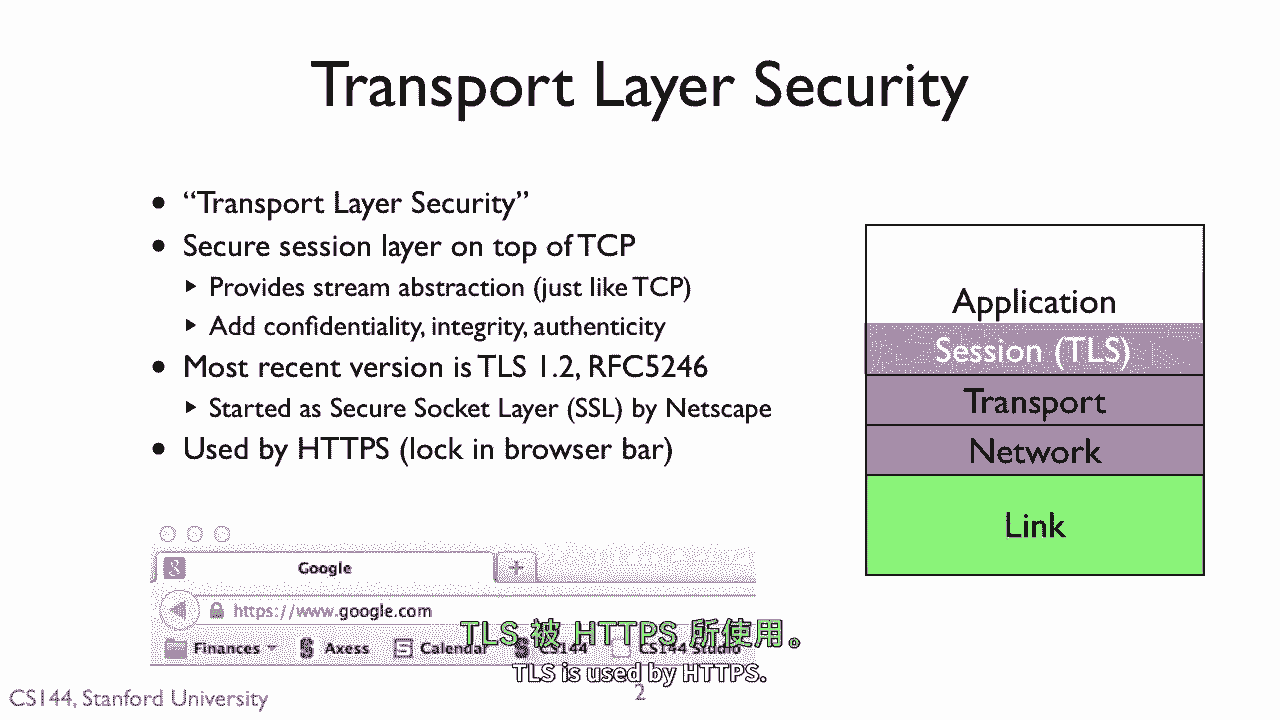 Transport Layer Security
• “Transport Layer Security”
• Secure session layer on top of TCP
▸ Provides stream abstraction (just like TCP)
▸ Add confidentiality, integrity, authenticity
• Most recent version is TLS 1.2, RFC5246
▸ Started as Secure Socket Layer (SSL) by Netscape
• Used by HTTPS (lock in browser bar)
Application
Session (TLS)
Transport
Network
Link
Google
https://www.google.com
Finances Axess Calendar CS144 CS144 Studio
TLS 被 HTTPS 所使用。
TLS is used by HTTPS.
CS144, Stanford University
2